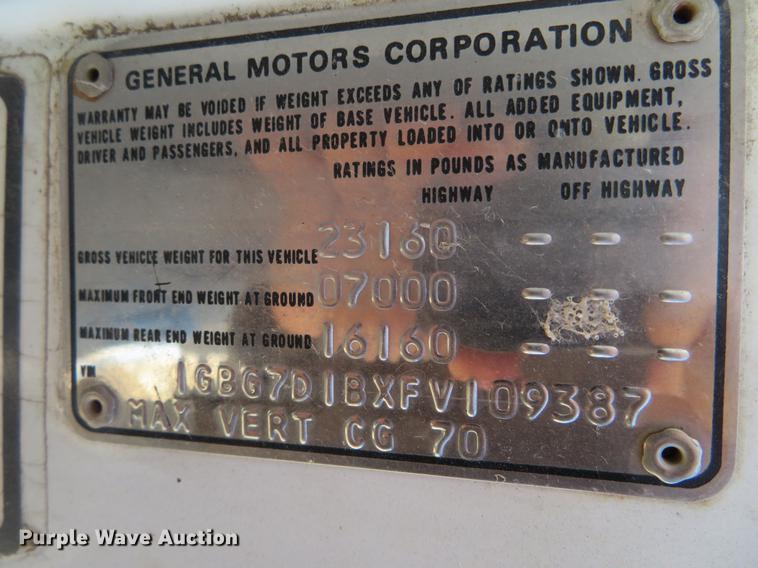 GENERAL MOTORS CORPORATION
WARRANTY MAY BE VOIDED IF WEIGHT EXCEEDS ANY OF RATINGS SHOWN. GROSS
VEHICLE WEIGHT INCLUDES WEIGHT OF BASE VEHICLE. ALL ADDED EQUIPMENT,
DRIVER AND PASSENGERS, AND ALL PROPERTY LOADED INTO OR ONTO VEHICLE.
RATINGS IN POUNDS AS MANUFACTURED
HIGHWAY OFF HIGHWAY
GROSS VEHICLE WEIGHT FOR THIS VEHICLE 23160 - - -
MAXIMUM FRONT END WEIGHT AT GROUND 07000 - - -
MAXIMUM REAR END WEIGHT AT GROUND 16160 - - -
VIN 1GBG7D1BXFV109387
MAX VERT CG 70
Purple Wave Auction